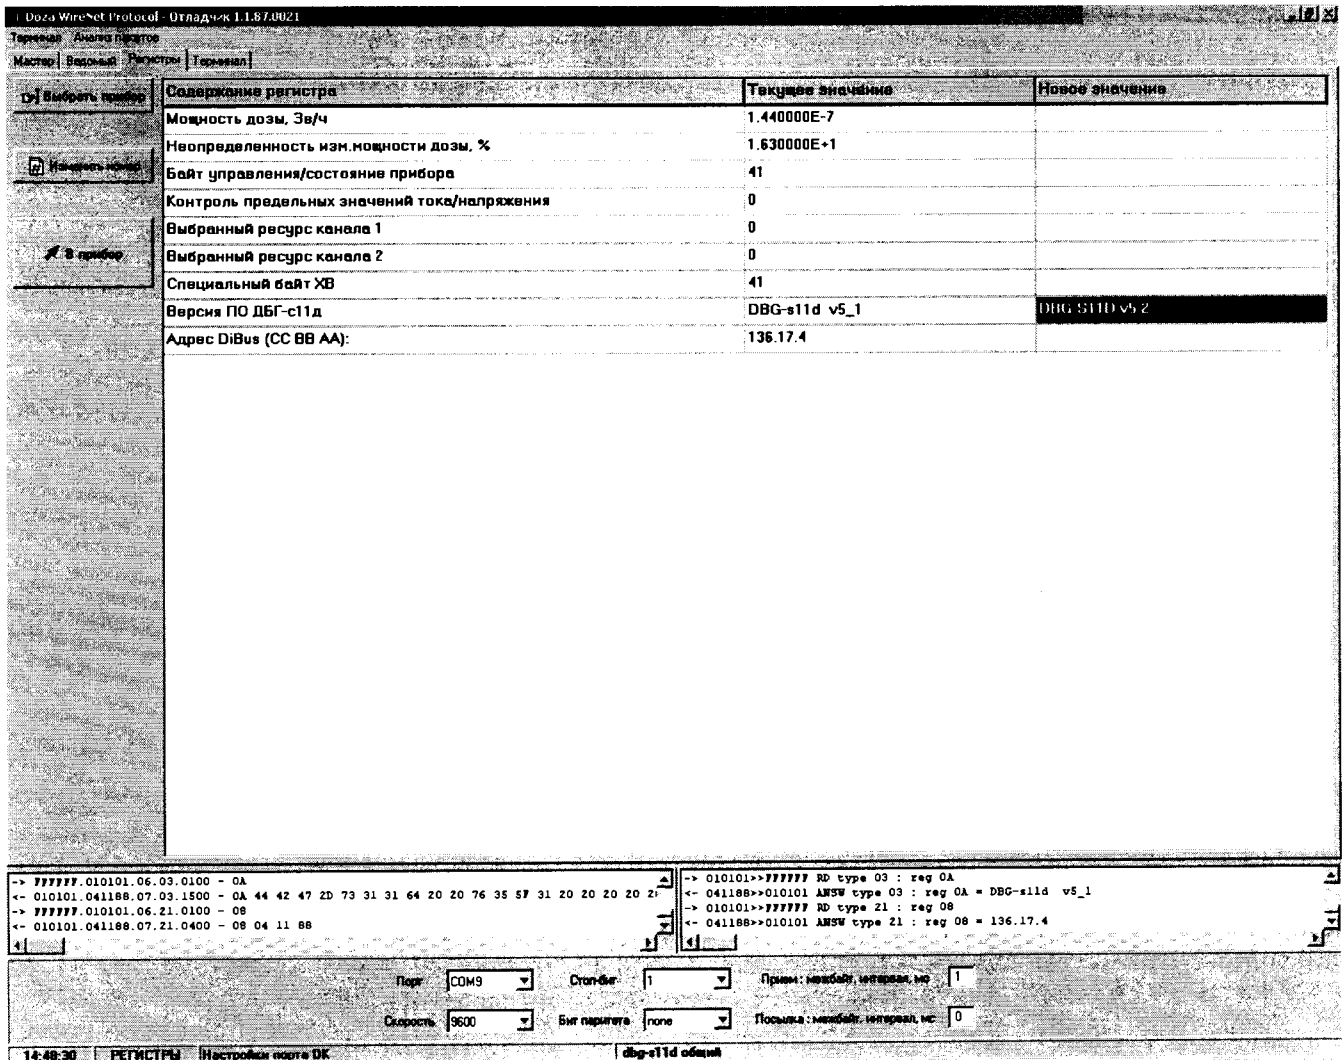 Doza WireNet Protocol - Отладчик 1.1.87.0021
Терминал Анализ пакетов
Мастер Ведомый Регистры Терминал
Выбрать прибор
Содержание регистра Текущее значение Новое значение
Мощность дозы, Зв/ч 1.440000E-7
Неопределенность изм.мощности дозы, % 1.630000E+1
Байт управления/состояние прибора 41
Контроль предельных значений тока/напряжения 0
Выбранный ресурс канала 1 0
В прибор
Выбранный ресурс канала 2 0
Специальный байт XB 41
Версия ПО ДБГ-с11д DBG-s11d v5_1 DBG-S11D v5.2
Адрес DiBus (CC BB AA): 136.17.4
-> 7F7F7F.010101.06.03.0100 - 0A
<- 010101.041188.07.03.1500 - 0A 44 42 47 2D 73 31 31 64 20 20 76 35 5F 31 20 20 20 20
-> 7F7F7F.010101.06.21.0100 - 08
<- 010101.041188.07.21.0400 - 08 04 11 88
-> 010101>>7F7F7F RD type 03 : reg 0A
<- 041188>>010101 ANSW type 03 : reg 0A = DBG-s11d v5_1
-> 010101>>7F7F7F RD type 21 : reg 08
<- 041188>>010101 ANSW type 21 : reg 08 = 136.17.4
Порт COM9 Стоп-бит 1 Прием : межбайт. интервал, мс 1
Скорость 9600 Бит паритета none Посылка : межбайт. интервал, мс 0
14:48:30 РЕГИСТРЫ Настройки порта OK dbg-s11d общий